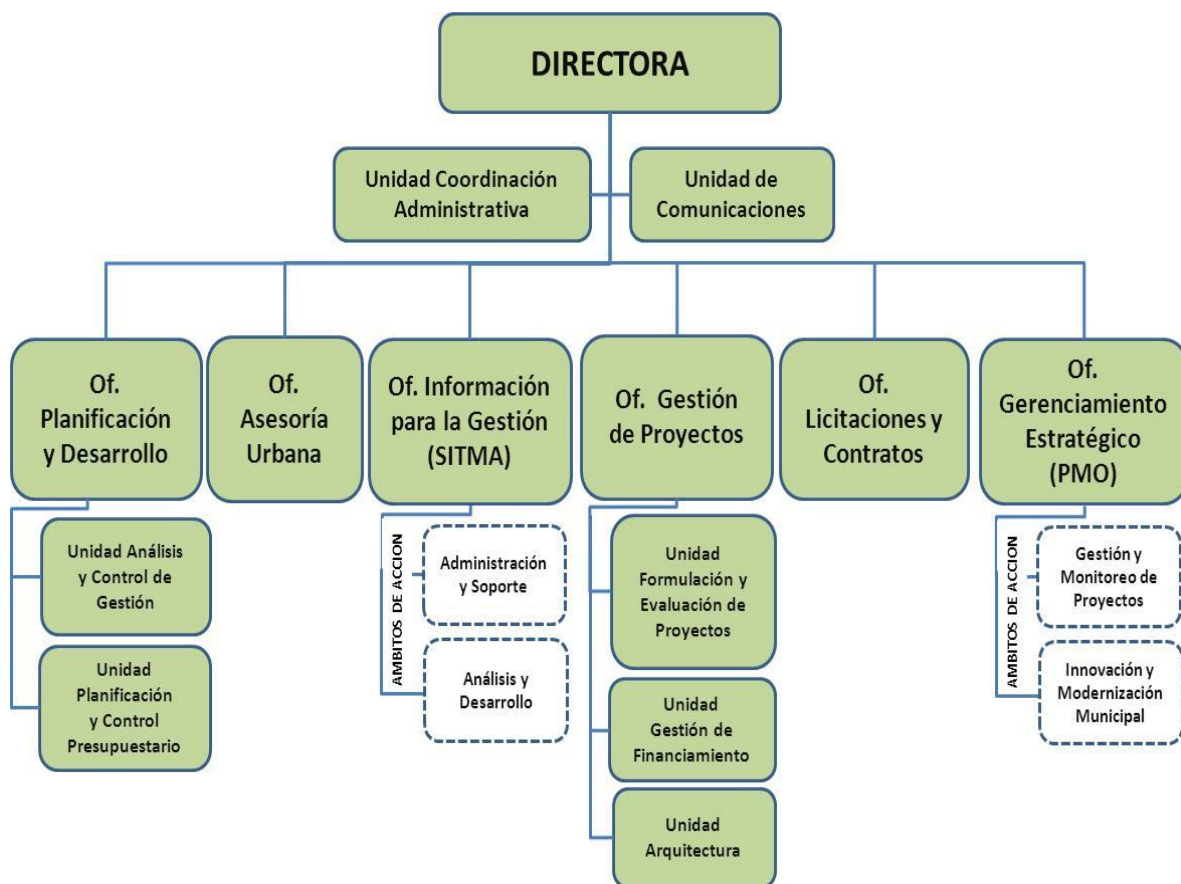 DIRECTORA
Unidad Coordinación
Administrativa
Unidad de
Comunicaciones
Of.
Planificación
y Desarrollo
Of.
Asesoría
Urbana
Of. Información
para la Gestión
(SITMA)
Of. Gestión
de Proyectos
Of.
Licitaciones y
Contratos
Of.
Gerenciamiento
Estratégico
(PMO)
Unidad Análisis
y Control de
Gestión
Unidad
Planificación
y Control
Presupuestario
AMBITOS DE ACCION
Administración
y Soporte
Análisis y
Desarrollo
Unidad
Formulación y
Evaluación de
Proyectos
Unidad
Gestión de
Financiamiento
Unidad
Arquitectura
AMBITOS DE ACCION
Gestión y
Monitoreo de
Proyectos
Innovación y
Modernización
Municipal